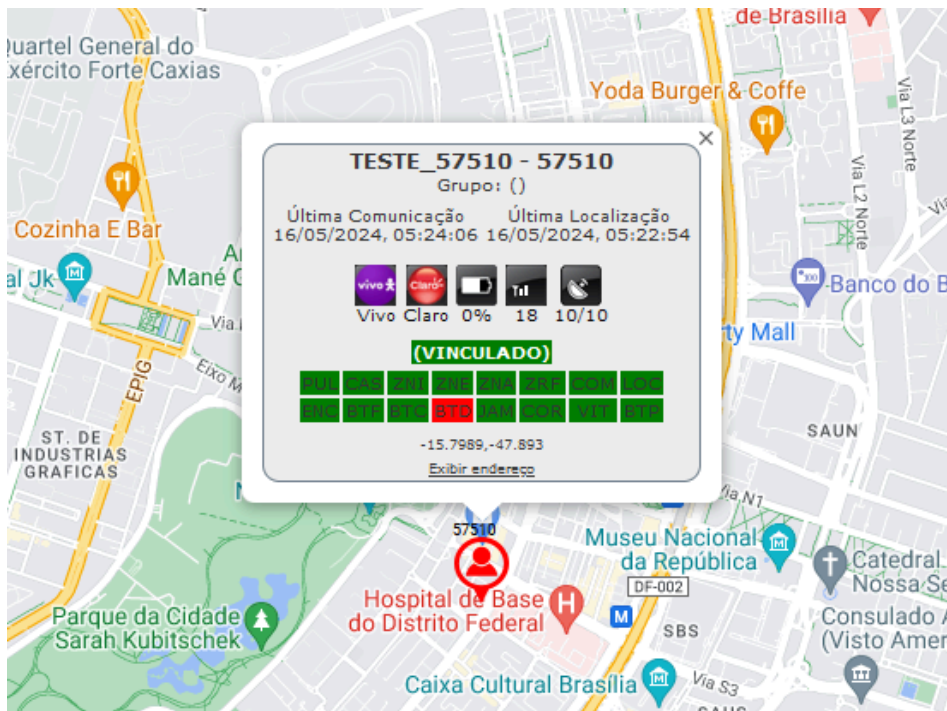 de Brasília
Quartel General do
Exército Forte Caxias
Yoda Burger & Coffe
Via L3 Norte
Via L2 Norte
TESTE_57510 - 57510
Grupo: ()
Última Comunicação Última Localização
16/05/2024, 05:24:06 16/05/2024, 05:22:54
Cozinha E Bar
al Jk
Mané
Banco do B
vivo Claro
Vivo Claro 0% 18 10/10
Via
rty Mall
(VINCULADO)
Eixo M
EPIG
PUL CAS ZNI ZNE ZNA ZRF COM LOC
ENC BTF BTC BTD JAM COR VIT BTP
ST. DE
INDUSTRIAS
GRAFICAS
SAUN
-15.7989,-47.893
Exibir endereço
Via N1
57510
Museu Nacional
da República
Catedral
Nossa Se
DF-002
Hospital de Base
do Distrito Federal
H
M
Parque da Cidade
Sarah Kubitschek
SBS
Consulado A
(Visto Amer
Caixa Cultural Brasília
Via S3
SAUS